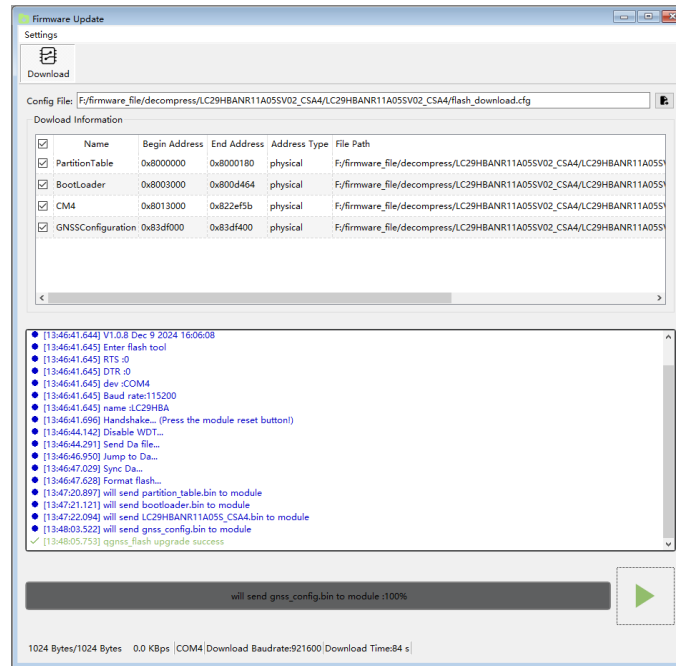 Firmware Update
Settings
Download
Config File: F:/firmware_file/decompress/LC29HBANR11A05SV02_CSA4/LC29HBANR11A05SV02_CSA4/flash_download.cfg
Dowload Information
Name Begin Address End Address Address Type File Path
PartitionTable 0x8000000 0x8000180 physical F:/firmware_file/decompress/LC29HBANR11A05SV02_CSA4/LC29HBANR11A05SV
BootLoader 0x8003000 0x800d464 physical F:/firmware_file/decompress/LC29HBANR11A05SV02_CSA4/LC29HBANR11A05SV
CM4 0x8013000 0x822ef5b physical F:/firmware_file/decompress/LC29HBANR11A05SV02_CSA4/LC29HBANR11A05SV
GNSSConfiguration 0x83df000 0x83df400 physical F:/firmware_file/decompress/LC29HBANR11A05SV02_CSA4/LC29HBANR11A05SV
[13:46:41.644] V1.0.8 Dec 9 2024 16:06:08
[13:46:41.645] Enter flash tool
[13:46:41.645] RTS :0
[13:46:41.645] DTR :0
[13:46:41.645] dev :COM4
[13:46:41.645] Baud rate:115200
[13:46:41.645] name :LC29HBA
[13:46:41.696] Handshake... (Press the module reset button!)
[13:46:44.142] Disable WDT...
[13:46:44.291] Send Da file...
[13:46:46.950] Jump to Da...
[13:46:47.029] Sync Da...
[13:46:47.628] Format flash...
[13:47:20.897] will send partition_table.bin to module
[13:47:21.121] will send bootloader.bin to module
[13:47:22.094] will send LC29HBANR11A05S_CSA4.bin to module
[13:48:03.522] will send gnss_config.bin to module
[13:48:05.753] qgnss_flash upgrade success
will send gnss_config.bin to module :100%
1024 Bytes/1024 Bytes 0.0 KBps COM4 Download Baudrate:921600 Download Time:84 s